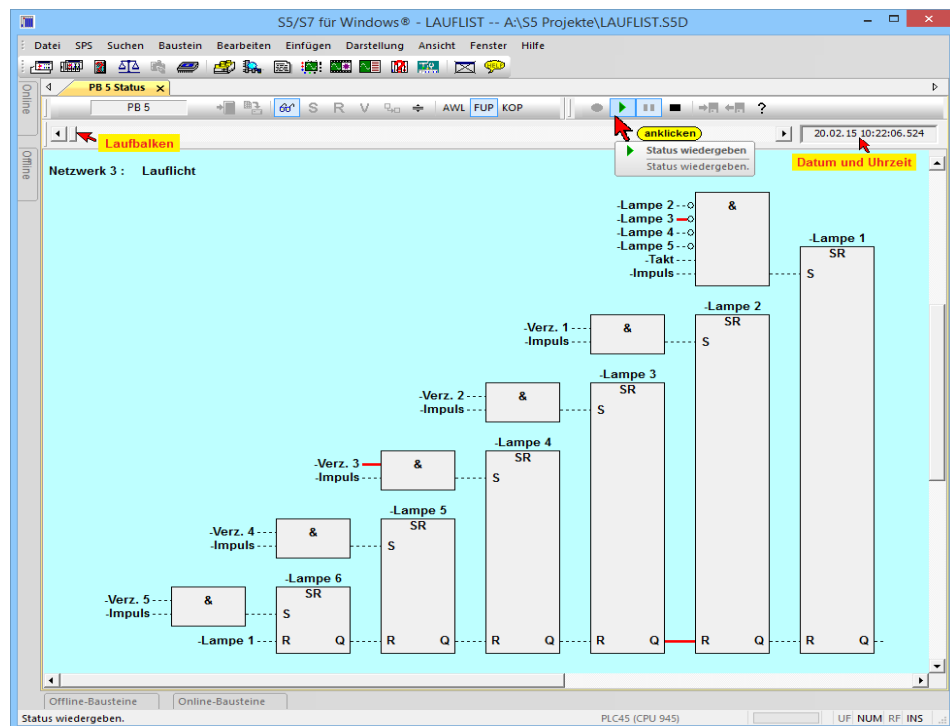 S5/S7 für Windows® - LAUFLIST -- A:\S5 Projekte\LAUFLIST.S5D
Datei SPS Suchen Baustein Bearbeiten Einfügen Darstellung Ansicht Fenster Hilfe
HELP
Online
Offline
PB 5 Status
PB 5 S R V AWL FUP KOP ?
Laufbalken
anklicken
20.02.15 10:22:06.524
Status wiedergeben
Status wiedergeben.
Datum und Uhrzeit
Netzwerk 3 : Lauflicht
-Lampe 2 &
-Lampe 3
-Lampe 4
-Lampe 5 -Lampe 1
-Takt SR
-Impuls S
-Lampe 2
-Verz. 1 & SR
-Impuls S
-Lampe 3
-Verz. 2 & SR
-Impuls S
-Lampe 4
-Verz. 3 & SR
-Impuls S
-Lampe 5
-Verz. 4 & SR
-Impuls S
-Lampe 6
-Verz. 5 & SR
-Impuls S
-Lampe 1 R Q R Q R Q R Q R Q R Q
Offline-Bausteine Online-Bausteine
Status wiedergeben. PLC45 (CPU 945) UF NUM RF INS